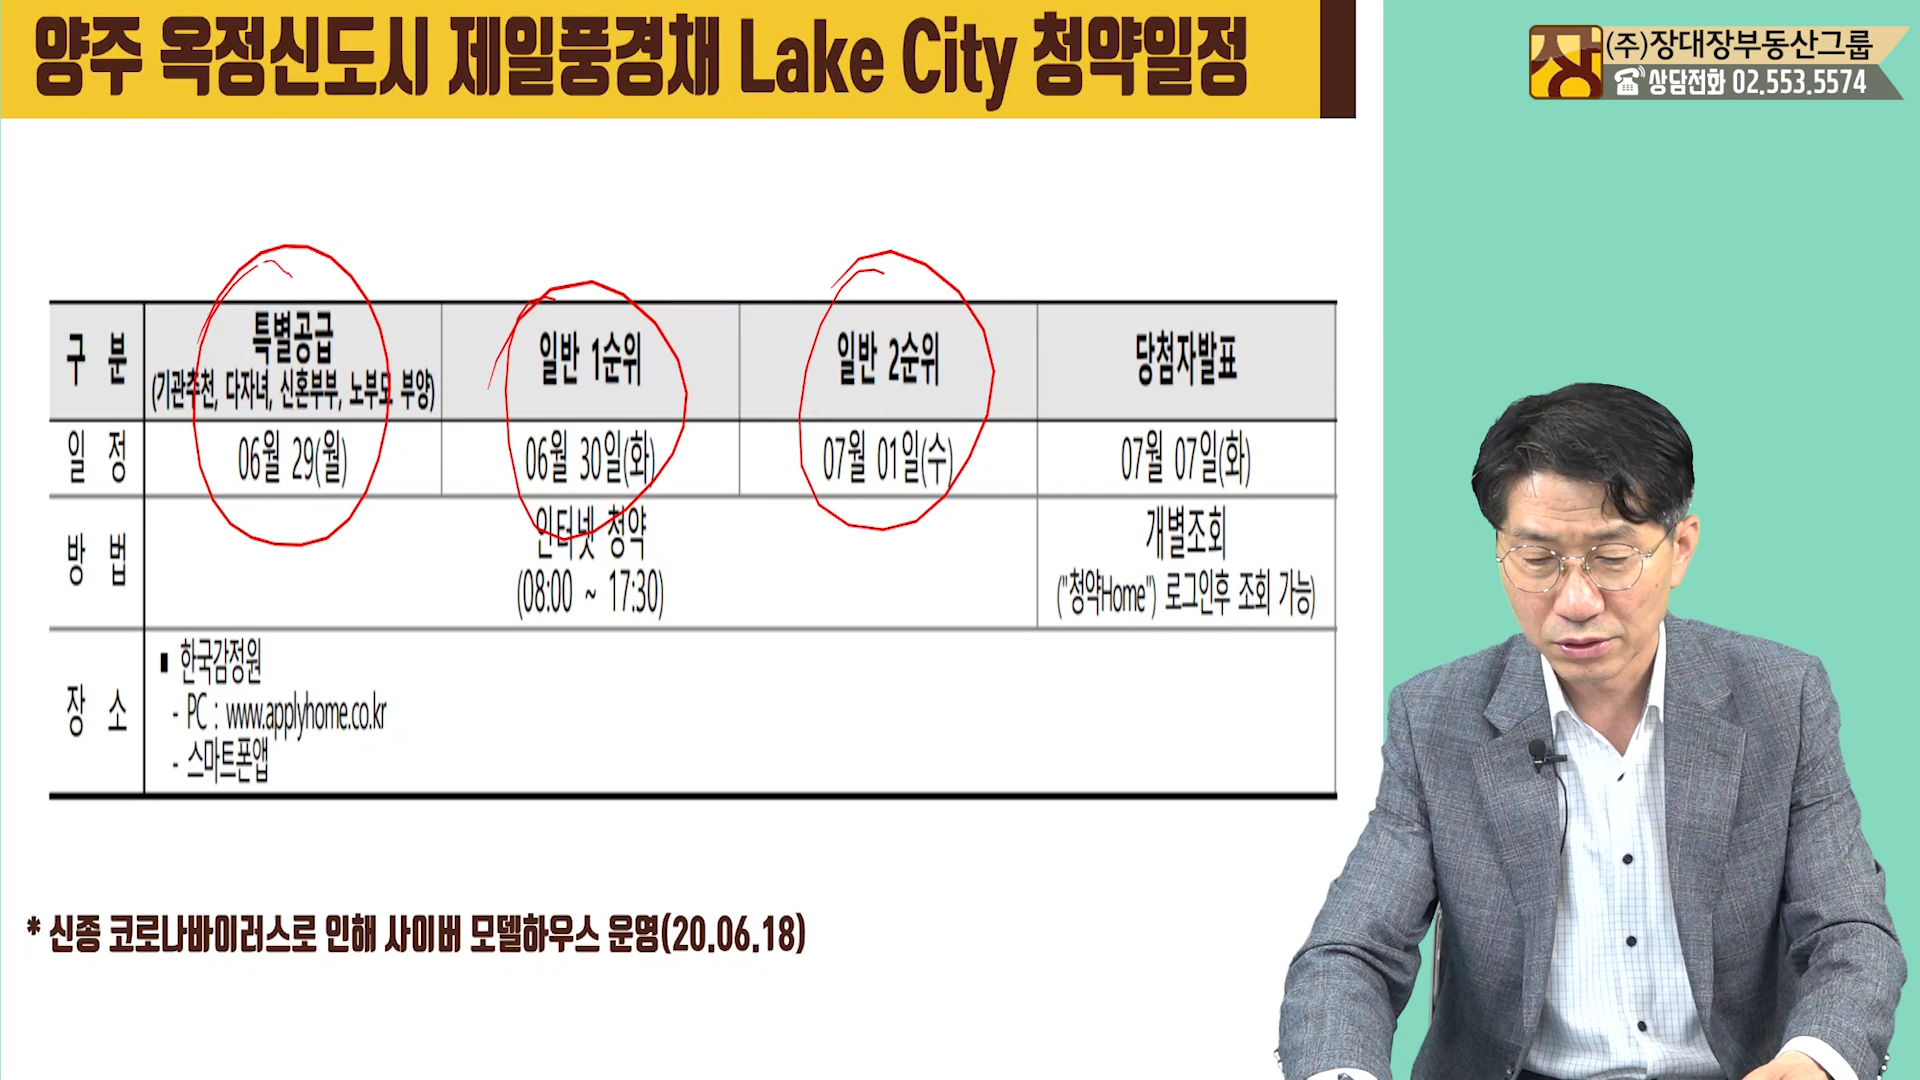 양주 옥정신도시 제일풍경채 Lake City 청약일정
(주)장대장부동산그룹
상담전화 02.553.5574
장
구 분
특별공급
(기관추천, 다자녀, 신혼부부, 노부모 부양)
일반 1순위
일반 2순위
당첨자발표
일 정
06월 29(월)
06월 30일(화)
07월 01일(수)
07월 07일(화)
방 법
인터넷 청약
(08:00 ~ 17:30)
개별조회
("청약Home") 로그인후 조회 가능)
장 소
▪ 한국감정원
- PC : www.applyhome.co.kr
- 스마트폰앱
* 신종 코로나바이러스로 인해 사이버 모델하우스 운영(20.06.18)